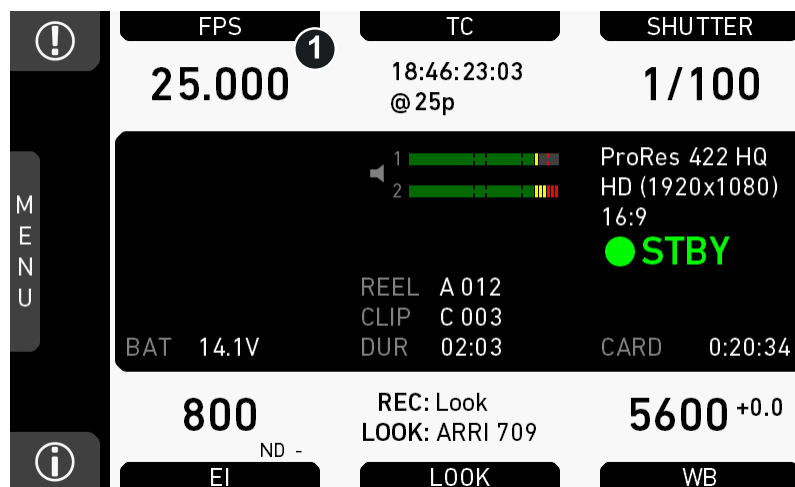 FPS
TC
SHUTTER
1
25.000
18:46:23:03
@25p
1/100
MENU
1
2
ProRes 422 HQ
HD (1920x1080)
16:9
STBY
REEL A 012
CLIP C 003
BAT 14.1V
DUR 02:03
CARD 0:20:34
800
ND -
REC: Look
LOOK: ARRI 709
5600 +0.0
EI
LOOK
WB